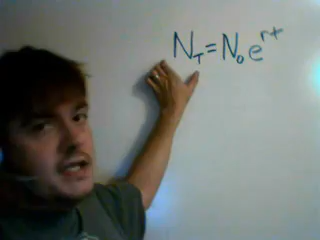 N_T = N_0 e^{rt}